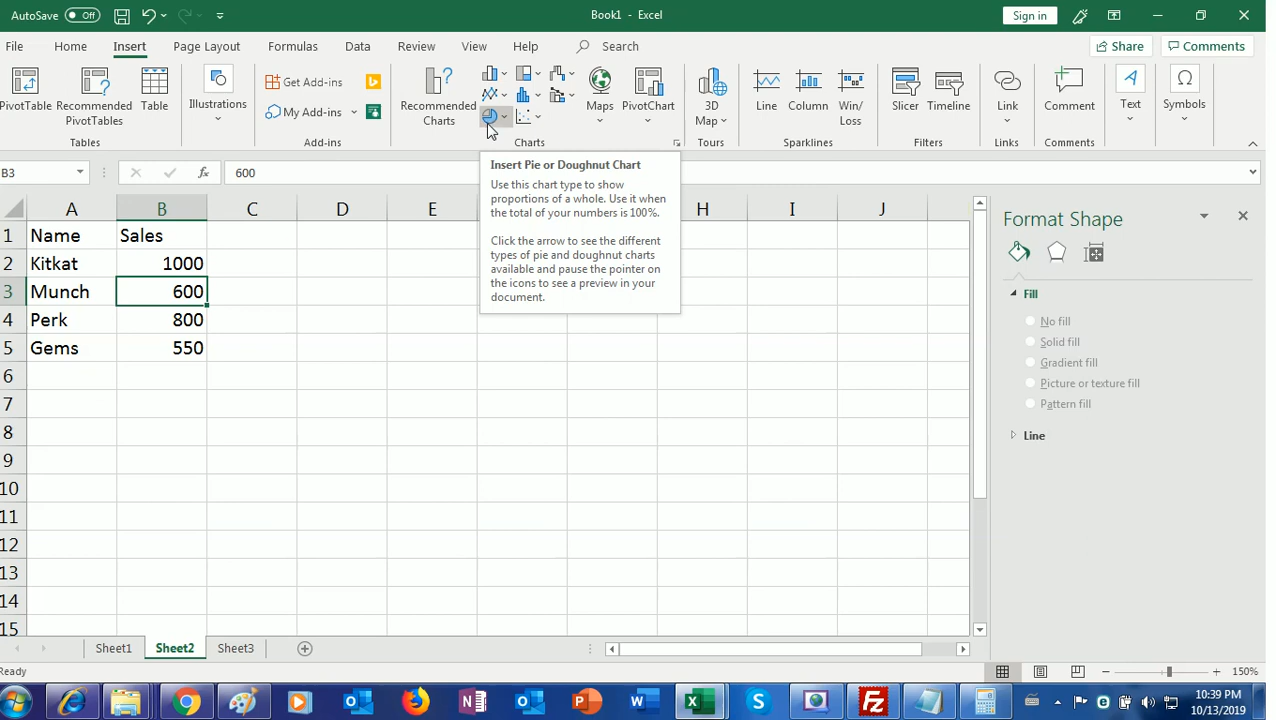 AutoSave Off Book1 - Excel Sign in
File Home Insert Page Layout Formulas Data Review View Help Search Share Comments
PivotTable Recommended PivotTables Table Illustrations Get Add-ins My Add-ins Recommended Charts Maps PivotChart 3D Map Line Column Win/Loss Slicer Timeline Link Comment Text Symbols
Tables Add-ins Charts Tours Sparklines Filters Links Comments
B3 fx 600
Insert Pie or Doughnut Chart
Use this chart type to show
proportions of a whole. Use it when
the total of your numbers is 100%.
Click the arrow to see the different
types of pie and doughnut charts
available and pause the pointer on
the icons to see a preview in your
document.
A B C D E H I J
1 Name Sales
2 Kitkat 1000
3 Munch 600
4 Perk 800
5 Gems 550
6
7
8
9
10
11
12
13
14
15
Format Shape
Fill
No fill
Solid fill
Gradient fill
Picture or texture fill
Pattern fill
Line
Sheet1 Sheet2 Sheet3
Ready 150%
10:39 PM
10/13/2019